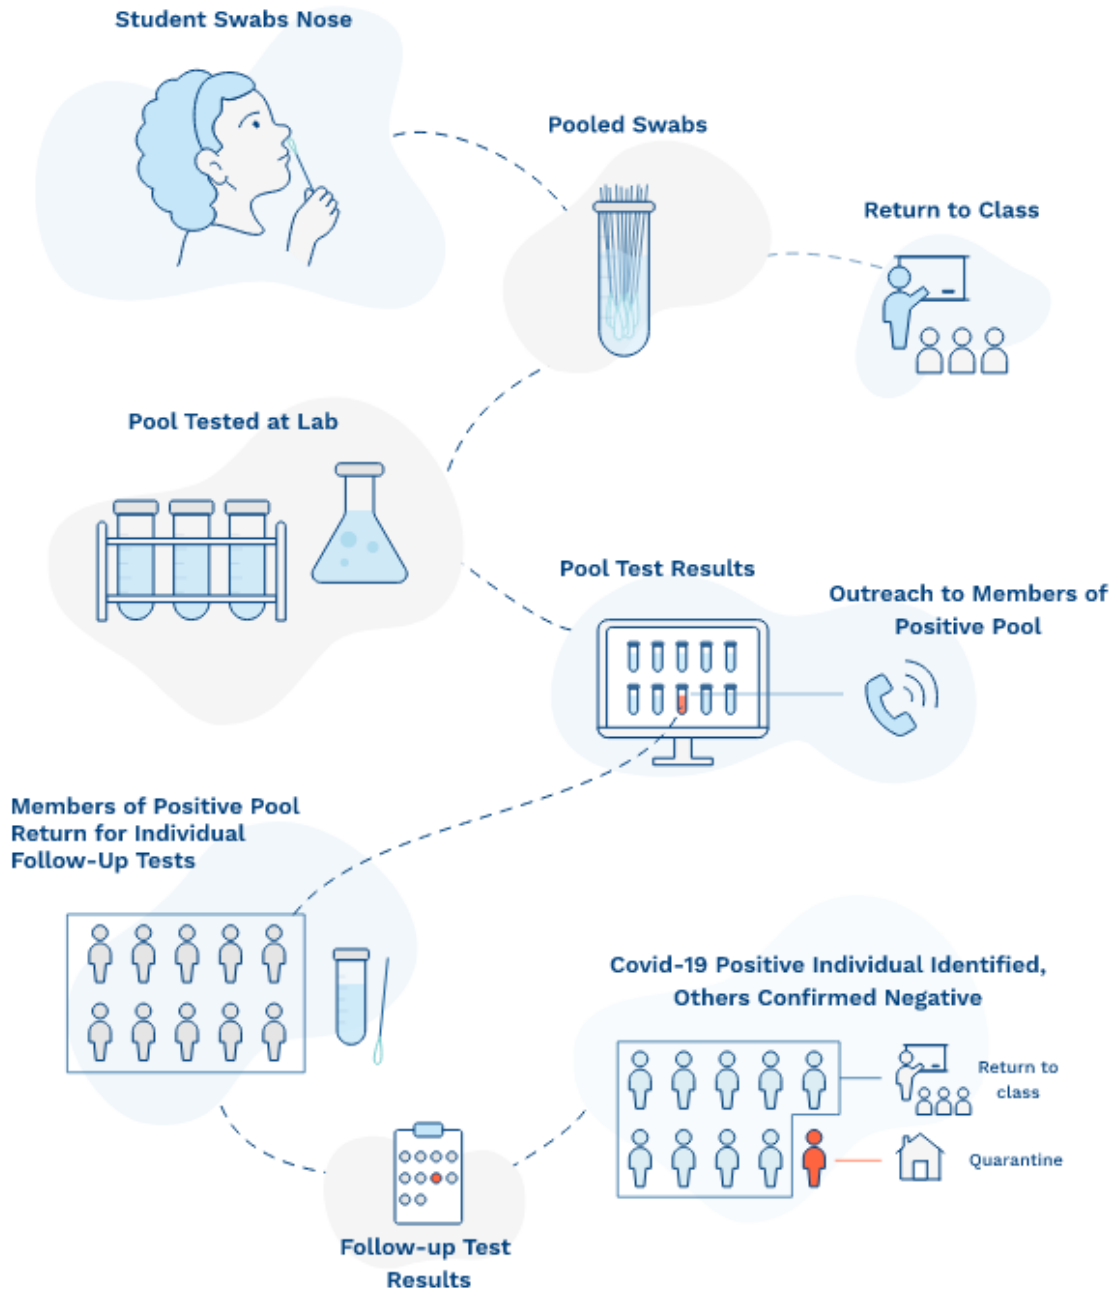 Student Swabs Nose
Pooled Swabs
Return to Class
Pool Tested at Lab
Pool Test Results
Outreach to Members of
Positive Pool
Members of Positive Pool
Return for Individual
Follow-Up Tests
Covid-19 Positive Individual Identified,
Others Confirmed Negative
Return to
class
Quarantine
Follow-up Test
Results